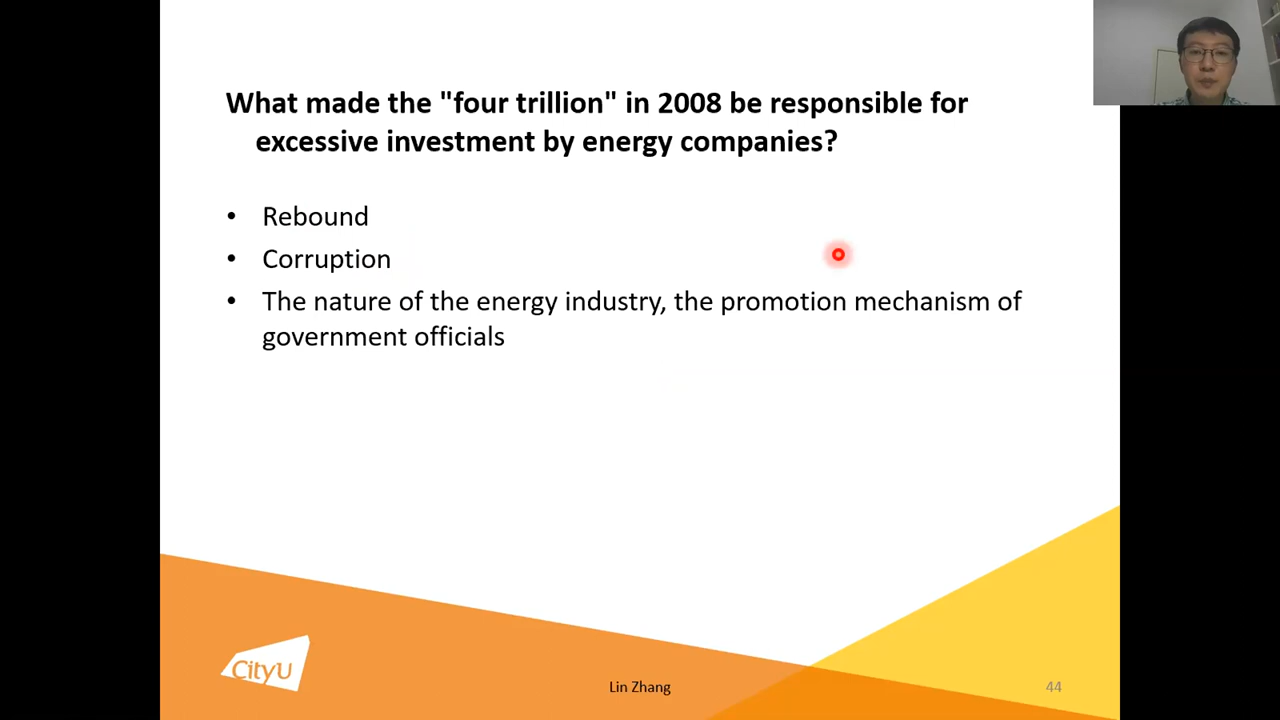 What made the "four trillion" in 2008 be responsible for
excessive investment by energy companies?
• Rebound
• Corruption
• The nature of the energy industry, the promotion mechanism of
government officials
CityU
Lin Zhang
44